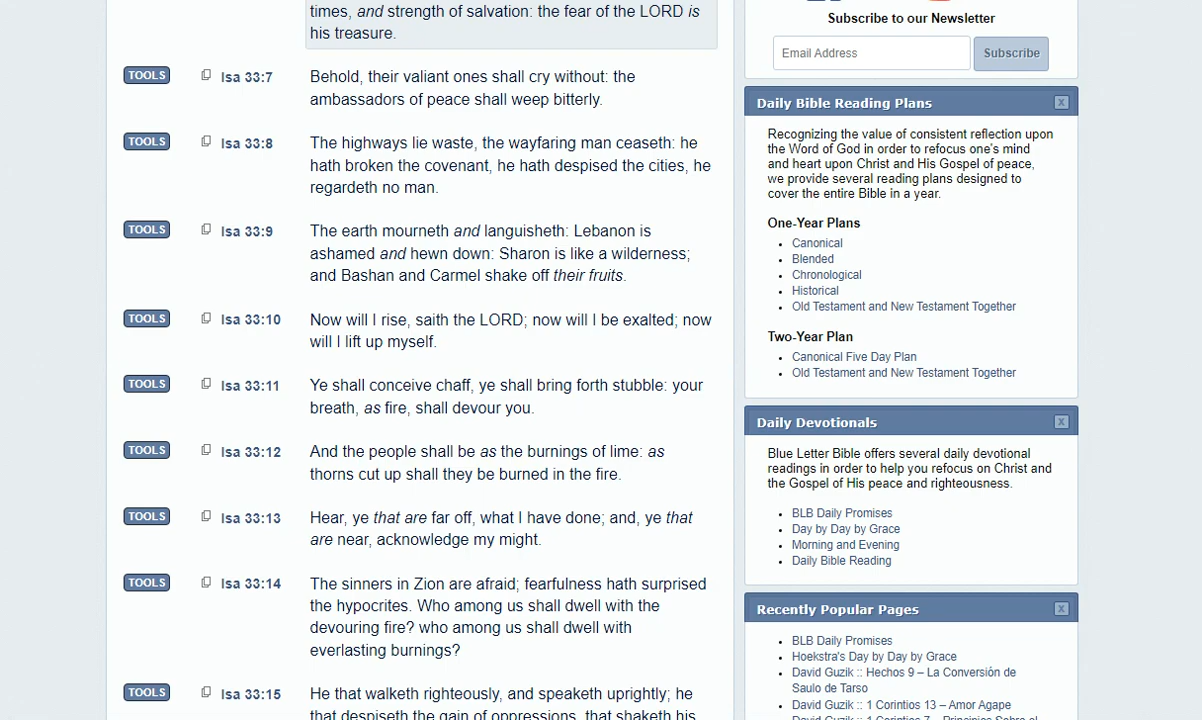 times, and strength of salvation: the fear of the LORD is
his treasure.
TOOLS Isa 33:7 Behold, their valiant ones shall cry without: the
ambassadors of peace shall weep bitterly.
TOOLS Isa 33:8 The highways lie waste, the wayfaring man ceaseth: he
hath broken the covenant, he hath despised the cities, he
regardeth no man.
TOOLS Isa 33:9 The earth mourneth and languisheth: Lebanon is
ashamed and hewn down: Sharon is like a wilderness;
and Bashan and Carmel shake off their fruits.
TOOLS Isa 33:10 Now will I rise, saith the LORD; now will I be exalted; now
will I lift up myself.
TOOLS Isa 33:11 Ye shall conceive chaff, ye shall bring forth stubble: your
breath, as fire, shall devour you.
TOOLS Isa 33:12 And the people shall be as the burnings of lime: as
thorns cut up shall they be burned in the fire.
TOOLS Isa 33:13 Hear, ye that are far off, what I have done; and, ye that
are near, acknowledge my might.
TOOLS Isa 33:14 The sinners in Zion are afraid; fearfulness hath surprised
the hypocrites. Who among us shall dwell with the
devouring fire? who among us shall dwell with
everlasting burnings?
TOOLS Isa 33:15 He that walketh righteously, and speaketh uprightly; he
that despiseth the gain of oppressions, that shaketh his
Subscribe to our Newsletter
Email Address Subscribe
Daily Bible Reading Plans x
Recognizing the value of consistent reflection upon
the Word of God in order to refocus one's mind
and heart upon Christ and His Gospel of peace,
we provide several reading plans designed to
cover the entire Bible in a year.
One-Year Plans
Canonical
Blended
Chronological
Historical
Old Testament and New Testament Together
Two-Year Plan
Canonical Five Day Plan
Old Testament and New Testament Together
Daily Devotionals x
Blue Letter Bible offers several daily devotional
readings in order to help you refocus on Christ and
the Gospel of His peace and righteousness.
BLB Daily Promises
Day by Day by Grace
Morning and Evening
Daily Bible Reading
Recently Popular Pages x
BLB Daily Promises
Hoekstra's Day by Day by Grace
David Guzik :: Hechos 9 – La Conversión de
Saulo de Tarso
David Guzik :: 1 Corintios 13 – Amor Agape
David Guzik :: 1 Corintios 7 – Principios Sobre el